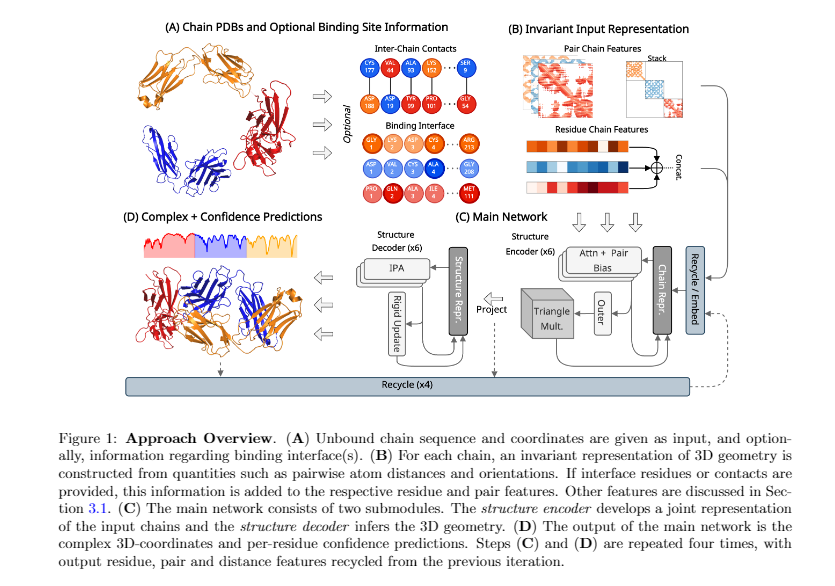 (A) Chain PDBs and Optional Binding Site Information
Inter-Chain Contacts
CYS 177 VAL 44 ALA 93 LYS 152 ··· SER 9
ASP 188 ASP 19 TYR 99 PRO 101 ··· GLY 54
Optional
Binding Interface
GLY 1 LYS 2 ASP 3 CYS 4 ··· ARG 213
ASP 1 VAL 2 CYS 3 ALA 4 ··· GLY 208
PRO 1 GLN 2 ALA 3 ILE 4 ··· MET 111
(B) Invariant Input Representation
Pair Chain Features
Stack
Residue Chain Features
Concat.
(C) Main Network
Structure
Encoder (x6)
Attn + Pair
Bias
Chain Repr.
Recycle / Embed
Triangle
Mult.
Outer
Project
Structure
Decoder (x6)
IPA
Rigid Update
Structure Repr.
(D) Complex + Confidence Predictions
Recycle (x4)
Figure 1: Approach Overview. (A) Unbound chain sequence and coordinates are given as input, and option-
ally, information regarding binding interface(s). (B) For each chain, an invariant representation of 3D geometry is
constructed from quantities such as pairwise atom distances and orientations. If interface residues or contacts are
provided, this information is added to the respective residue and pair features. Other features are discussed in Sec-
tion 3.1. (C) The main network consists of two submodules. The structure encoder develops a joint representation
of the input chains and the structure decoder infers the 3D geometry. (D) The output of the main network is the
complex 3D-coordinates and per-residue confidence predictions. Steps (C) and (D) are repeated four times, with
output residue, pair and distance features recycled from the previous iteration.